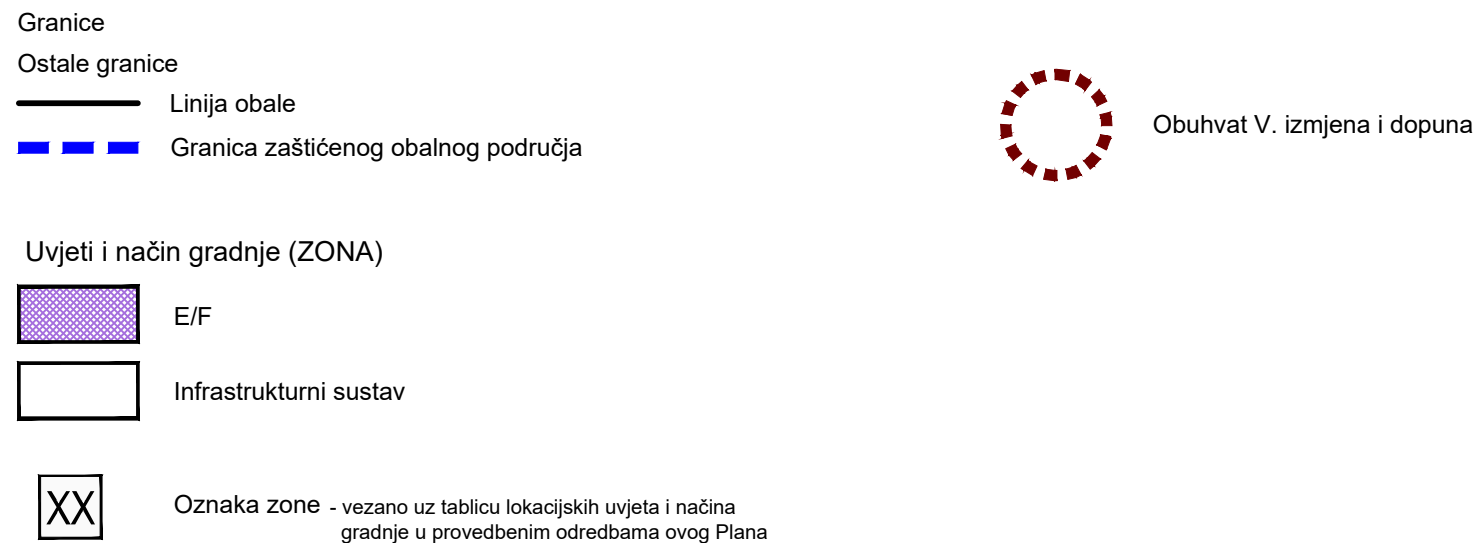 Granice
Ostale granice
Linija obale
Granica zaštićenog obalnog područja
Obuhvat V. izmjena i dopuna
Uvjeti i način gradnje (ZONA)
E/F
Infrastrukturni sustav
XX
Oznaka zone - vezano uz tablicu lokacijskih uvjeta i načina
gradnje u provedbenim odredbama ovog Plana